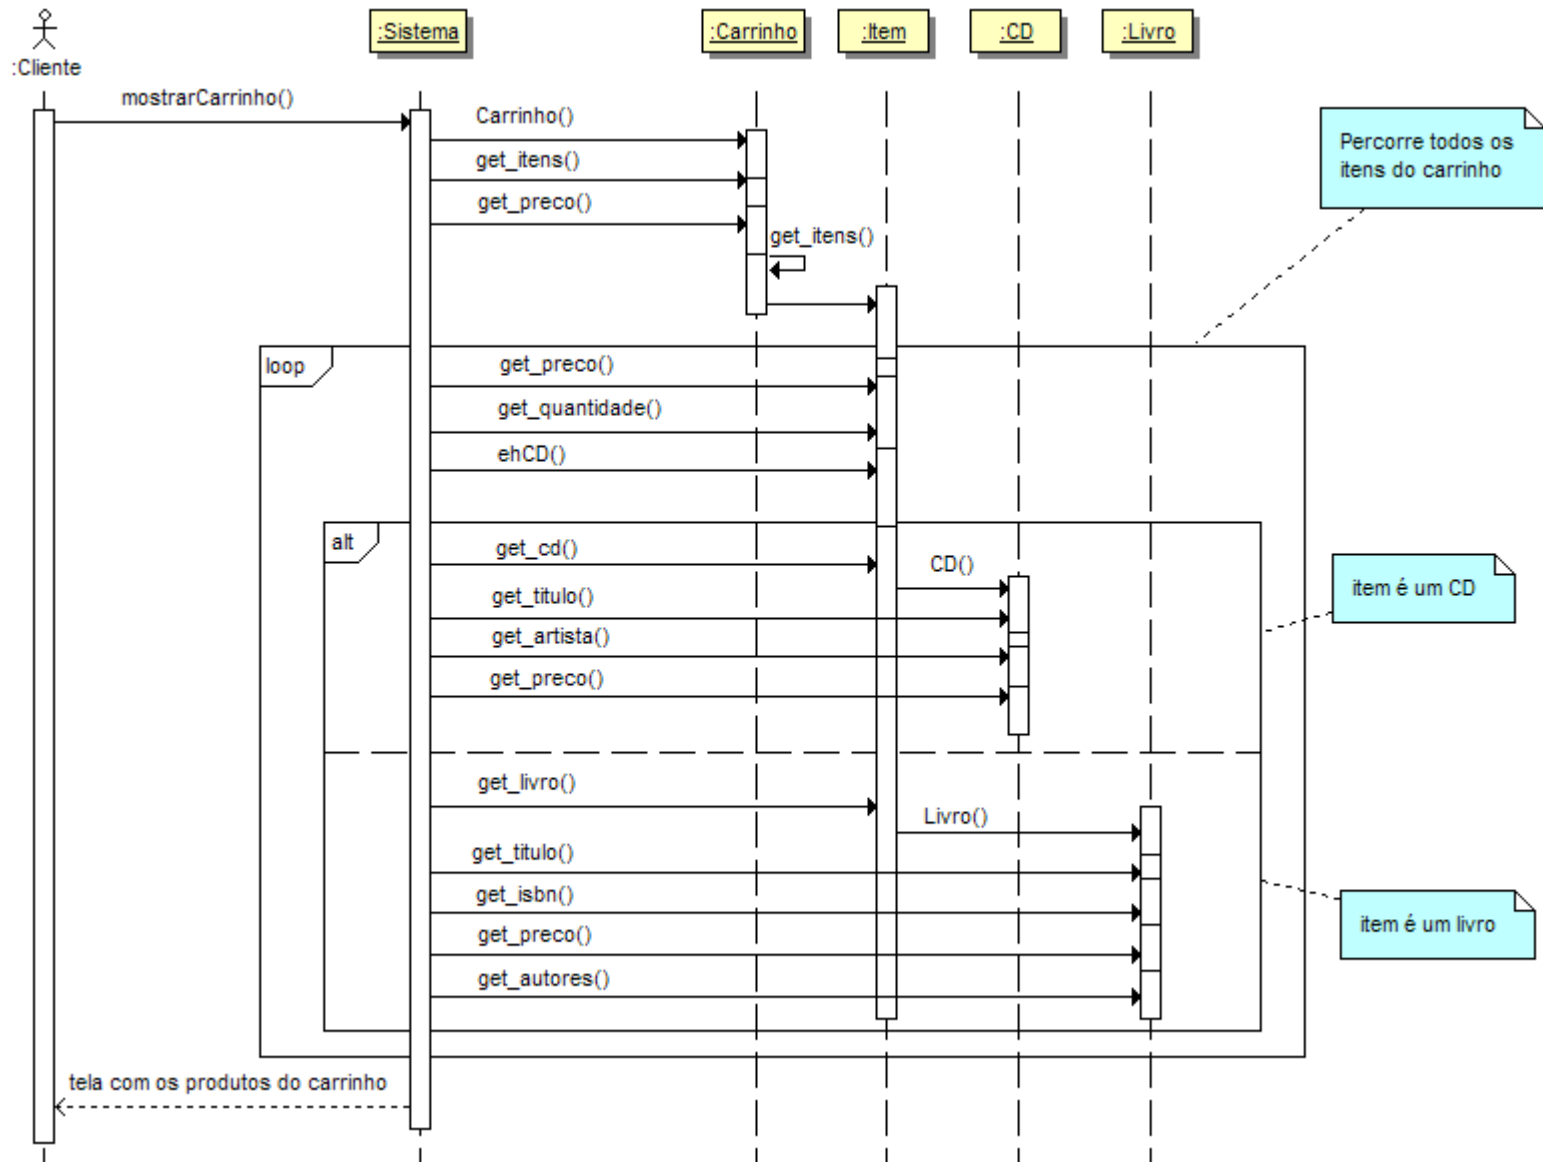 :Cliente
:Sistema
:Carrinho
:Item
:CD
:Livro
mostrarCarrinho()
Carrinho()
get_itens()
get_preco()
get_itens()
Percorre todos os
itens do carrinho
loop
get_preco()
get_quantidade()
ehCD()
alt
get_cd()
CD()
get_titulo()
get_artista()
get_preco()
item é um CD
get_livro()
Livro()
get_titulo()
get_isbn()
get_preco()
get_autores()
item é um livro
tela com os produtos do carrinho